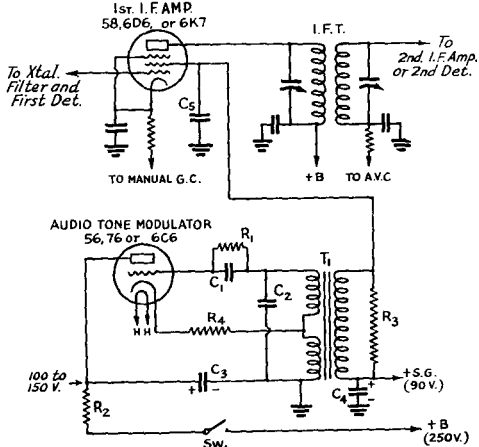 1ST. I.F. AMP.
58, 6D6, or 6K7
I.F.T.
To Xtal.
Filter and
First Det.
To
2nd. I.F. Amp.
or 2nd Det.
C5
TO MANUAL G.C.
+B
TO A.V.C
AUDIO TONE MODULATOR
56, 76 or 6C6
R1
C1
C2
T1
R3
H H
R4
100 to
150 V.
C3
+ -
+S.G.
(90 V.)
C4
+
-
R2
Sw.
+B
(250V.)